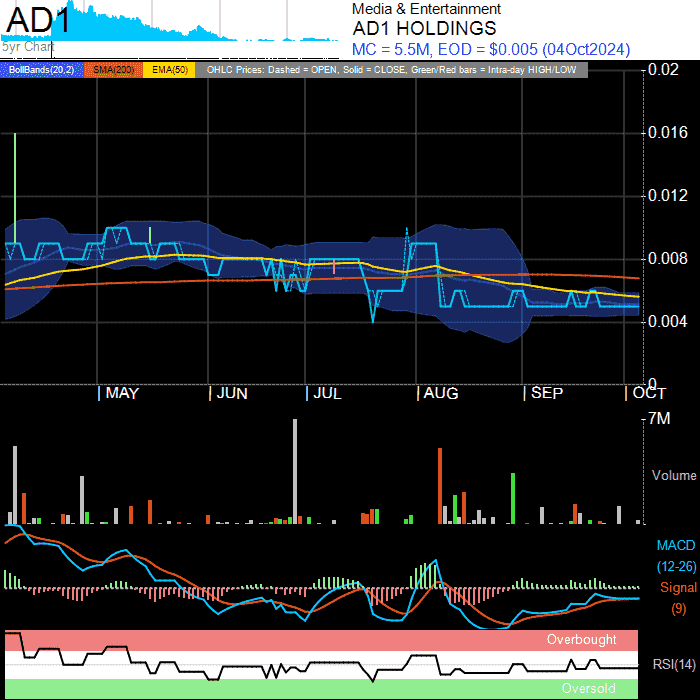 AD1
5yr Chart
Media & Entertainment
AD1 HOLDINGS
MC = 5.5M, EOD = $0.005 (04Oct2024)
BollBands(20,2) SMA(200) EMA(50) OHLC Prices: Dashed = OPEN, Solid = CLOSE, Green/Red bars = Intra-day HIGH/LOW
0.02
0.016
0.012
0.008
0.004
0
MAY JUN JUL AUG SEP OCT
7M
Volume
MACD
(12-26)
Signal
(9)
Overbought
RSI(14)
Oversold